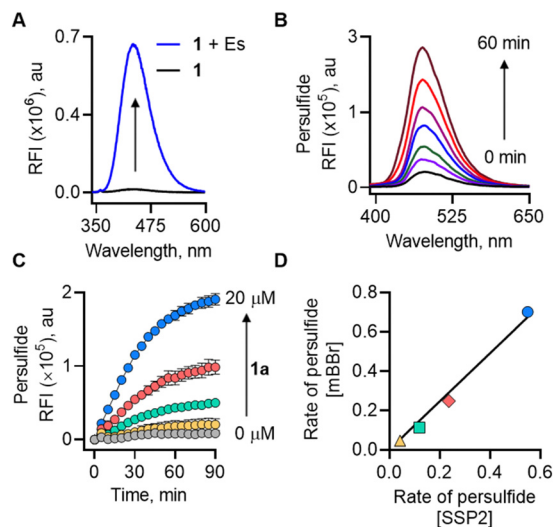 A
0.7
0.4
0.0
RFI (x10⁶), au
1 + Es
1
350 475 600
Wavelength, nm
B
3
1
0
Persulfide
RFI (x10⁵), au
60 min
0 min
400 525 650
Wavelength, nm
C
2
1
0
Persulfide
RFI (×10⁵), au
20 μM
1a
0 μM
0 30 60 90
Time, min
D
0.8
0.6
0.4
0.2
0.0
Rate of persulfide
[mBBr]
0.0 0.2 0.4 0.6
Rate of persulfide
[SSP2]